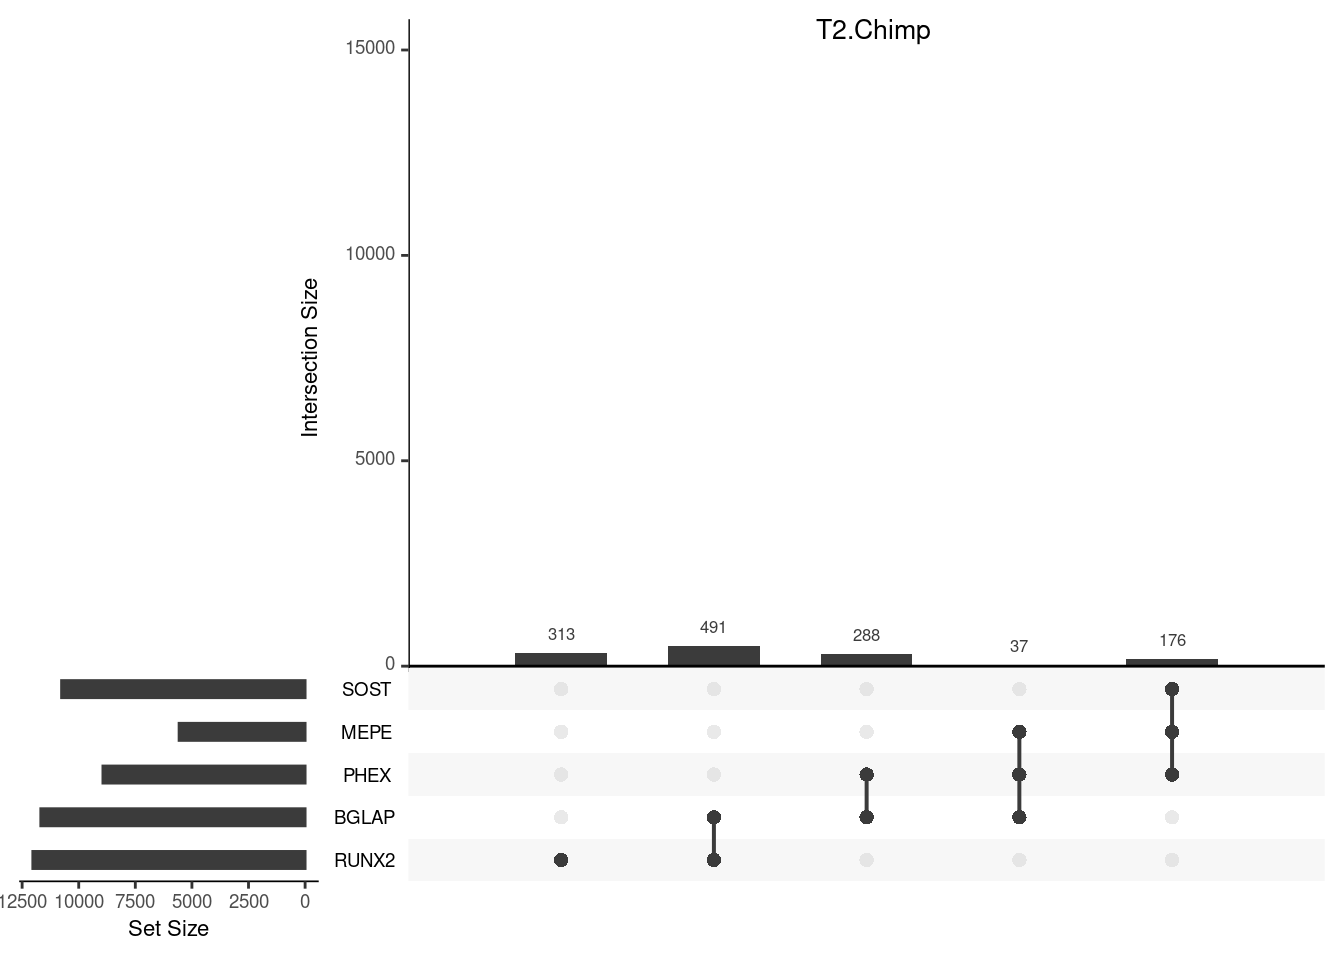 T2.Chimp
15000
10000
5000
0
Intersection Size
313
491
288
37
176
SOST
MEPE
PHEX
BGLAP
RUNX2
12500 10000 7500 5000 2500 0
Set Size